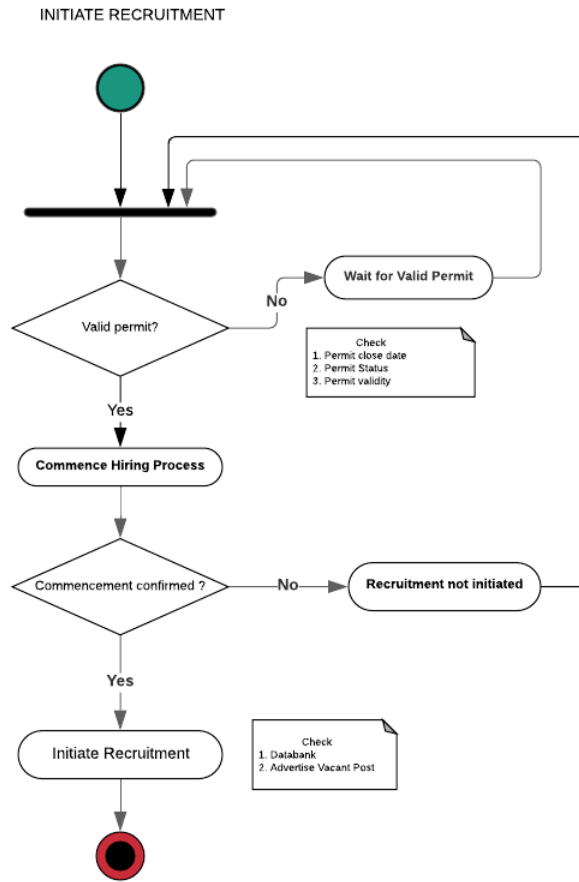 INITIATE RECRUITMENT
Wait for Valid Permit
No
Valid permit?
Check
1. Permit close date
2. Permit Status
3. Permit validity
Yes
Commence Hiring Process
Commencement confirmed ?
No
Recruitment not initiated
Yes
Initiate Recruitment
Check
1. Databank
2. Advertise Vacant Post